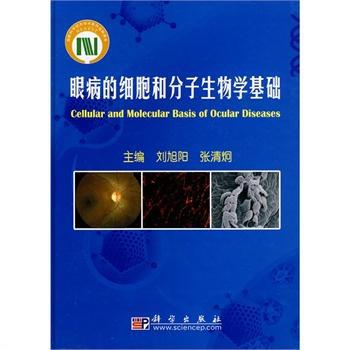 眼病的细胞和分子生物学基础
Cellular and Molecular Basis of Ocular Diseases
主编 刘旭阳 张清炯
科学出版社
www.sciencep.com